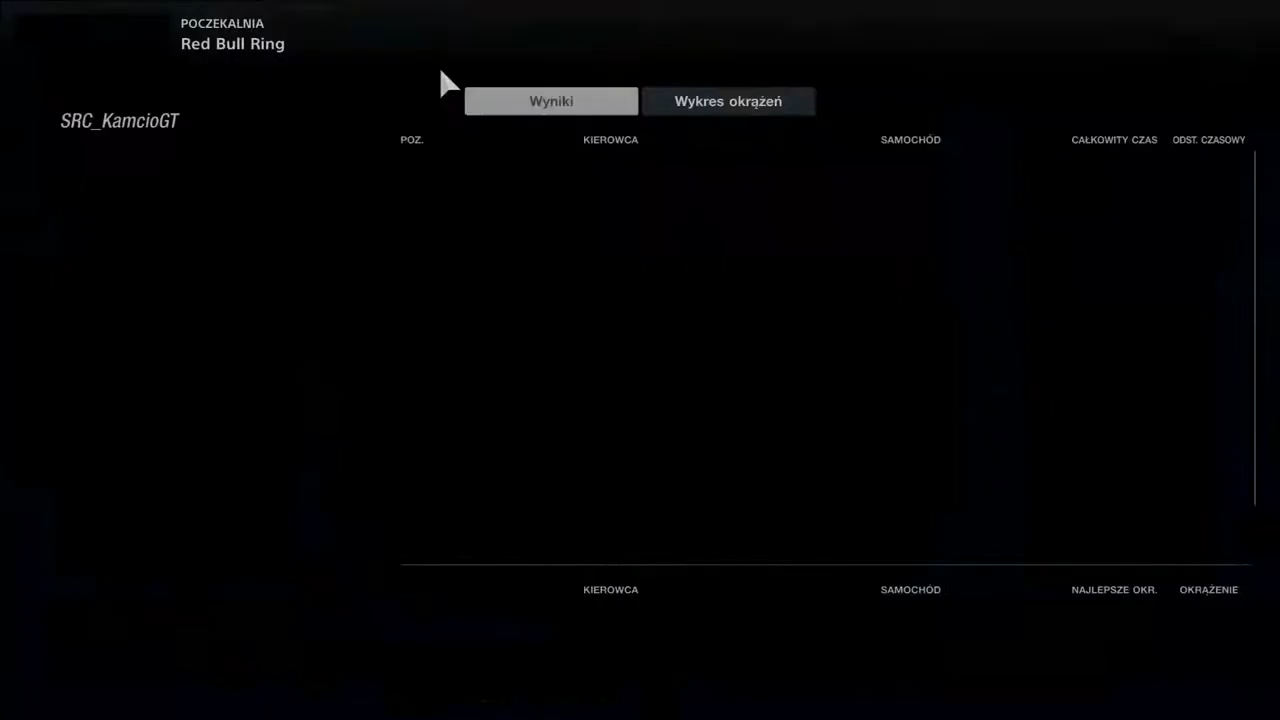 POCZEKALNIA
Red Bull Ring
Wyniki Wykres okrążeń
SRC_KamcioGT
POZ. KIEROWCA SAMOCHÓD CAŁKOWITY CZAS ODST. CZASOWY
KIEROWCA SAMOCHÓD NAJLEPSZE OKR. OKRĄŻENIE